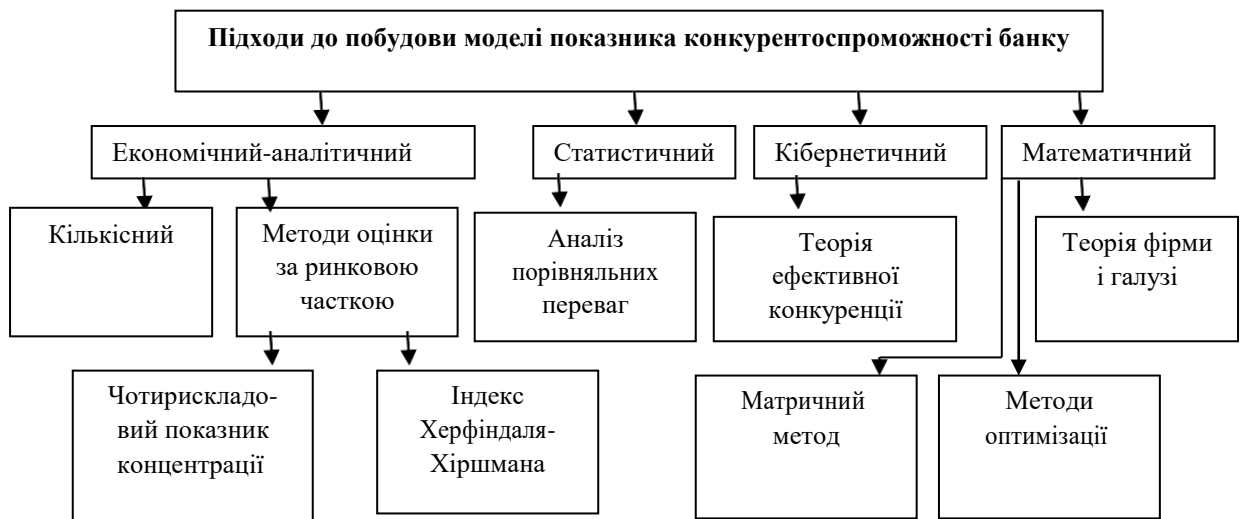 Підходи до побудови моделі показника конкурентоспроможності банку
Економічний-аналітичний
Статистичний
Кібернетичний
Математичний
Кількісний
Методи оцінки
за ринковою
часткою
Аналіз
порівняльних
переваг
Теорія
ефективної
конкуренції
Теорія фірми
і галузі
Чотирискладо-
вий показник
концентрації
Індекс
Херфіндаля-
Хіршмана
Матричний
метод
Методи
оптимізації